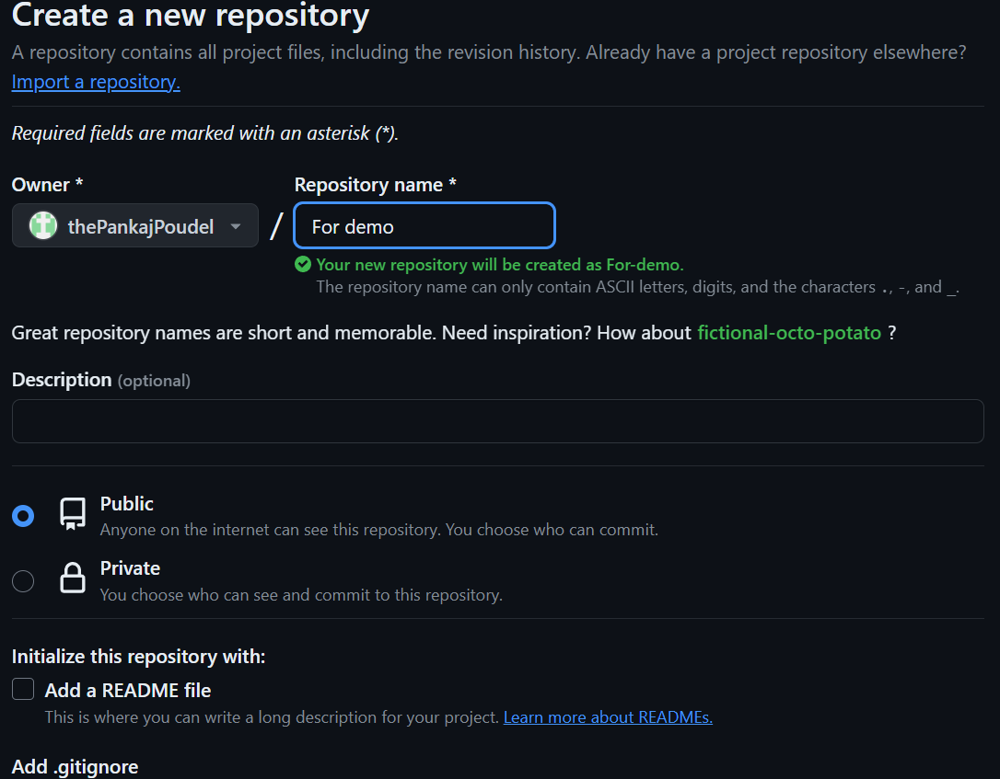 Create a new repository
A repository contains all project files, including the revision history. Already have a project repository elsewhere?
Import a repository.
Required fields are marked with an asterisk (*).
Owner *
Repository name *
thePankajPoudel
/
For demo
Your new repository will be created as For-demo.
The repository name can only contain ASCII letters, digits, and the characters ., -, and _.
Great repository names are short and memorable. Need inspiration? How about fictional-octo-potato ?
Description (optional)
Public
Anyone on the internet can see this repository. You choose who can commit.
Private
You choose who can see and commit to this repository.
Initialize this repository with:
Add a README file
This is where you can write a long description for your project. Learn more about READMEs.
Add .gitignore